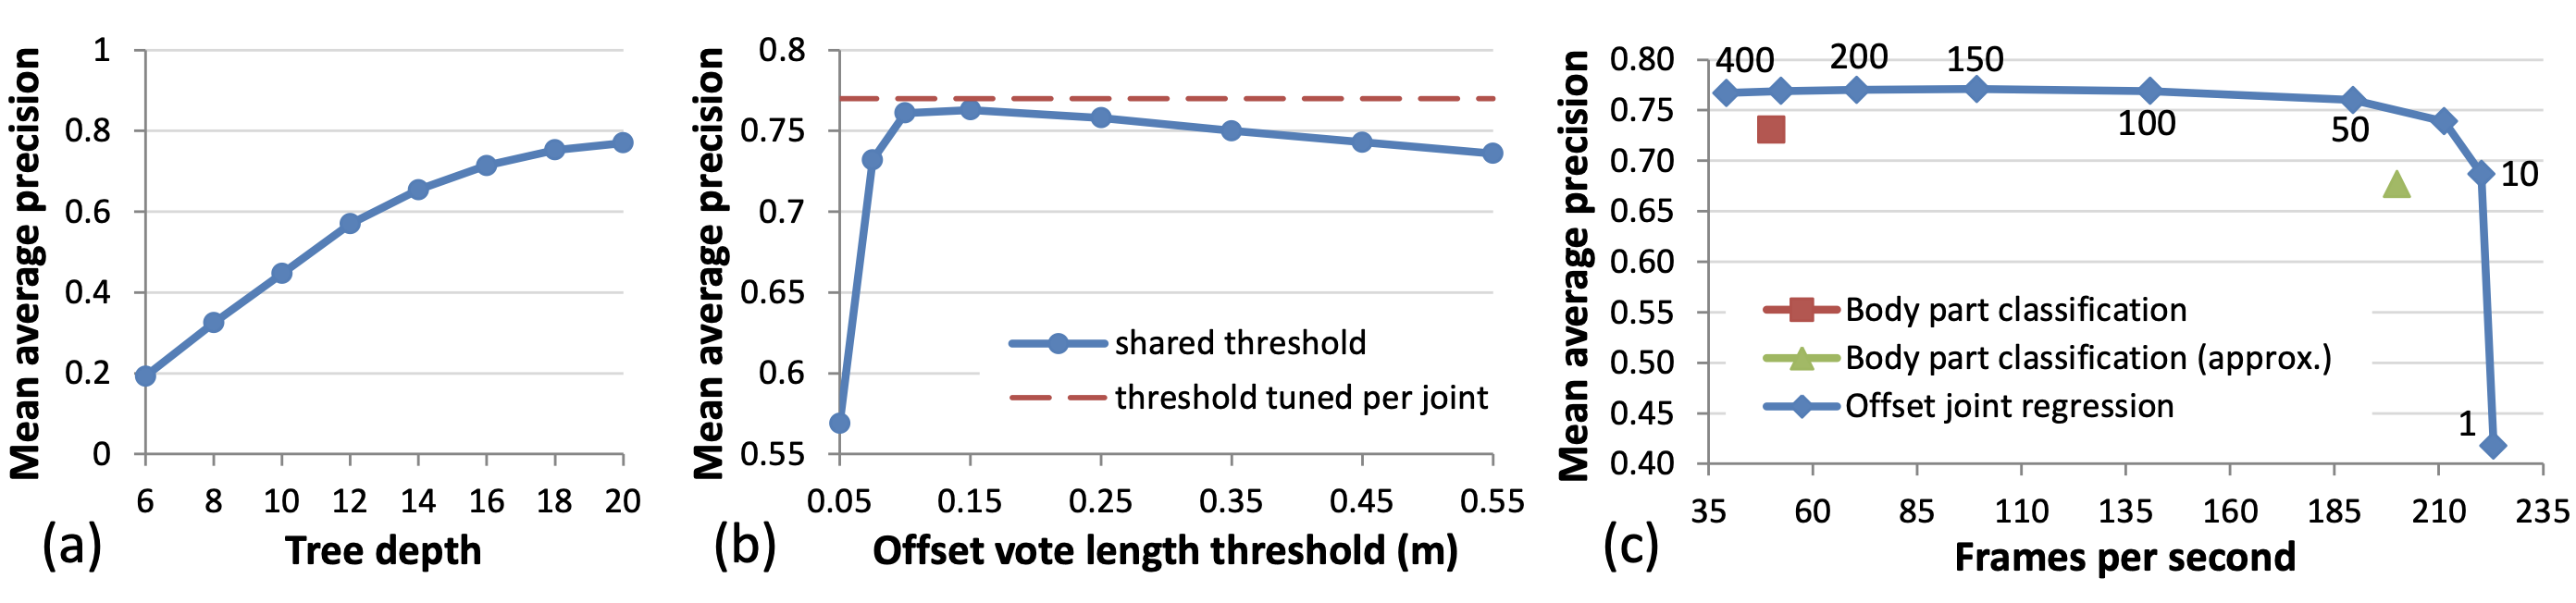 Mean average precision
1
0.8
0.6
0.4
0.2
0
6 8 10 12 14 16 18 20
(a) Tree depth
Mean average precision
0.8
0.75
0.7
0.65
0.6
0.55
shared threshold
threshold tuned per joint
0.05 0.15 0.25 0.35 0.45 0.55
(b) Offset vote length threshold (m)
Mean average precision
0.80
0.75
0.70
0.65
0.60
0.55
0.50
0.45
0.40
400 200 150
100 50
10
1
Body part classification
Body part classification (approx.)
Offset joint regression
35 60 85 110 135 160 185 210 235
(c) Frames per second